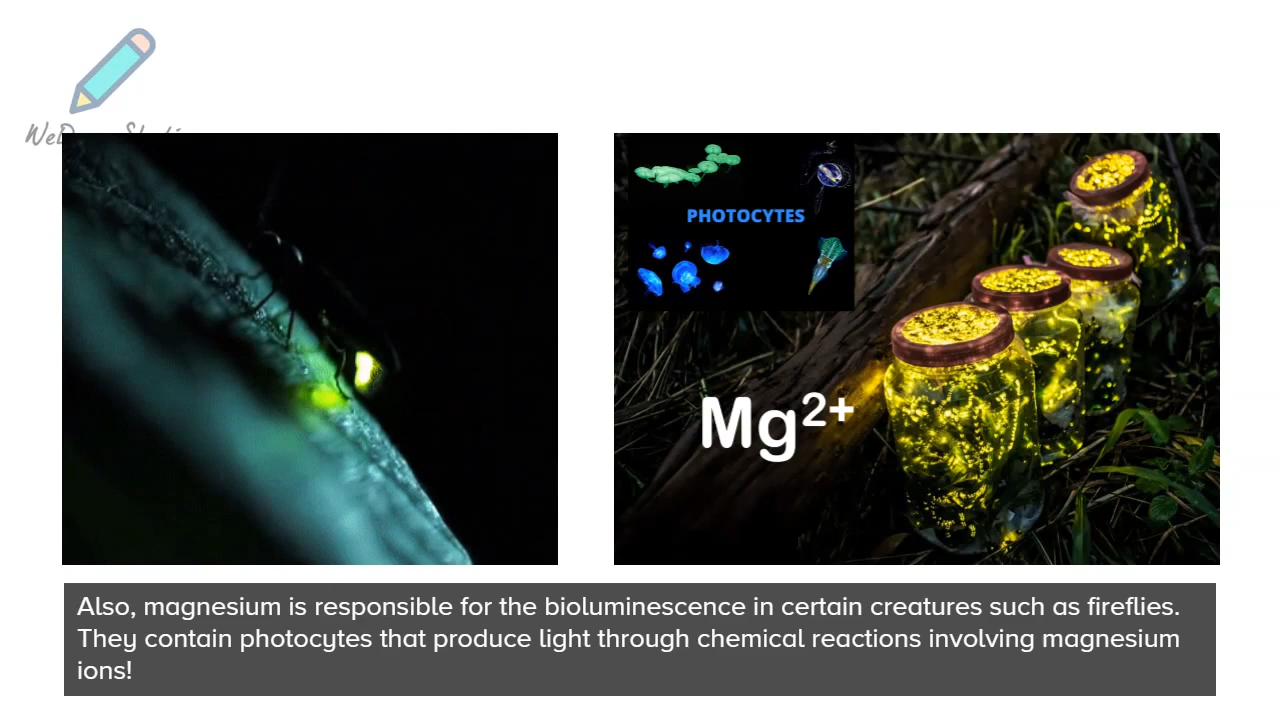 PHOTOCYTES
Mg²⁺
Also, magnesium is responsible for the bioluminescence in certain creatures such as fireflies.
They contain photocytes that produce light through chemical reactions involving magnesium
ions!